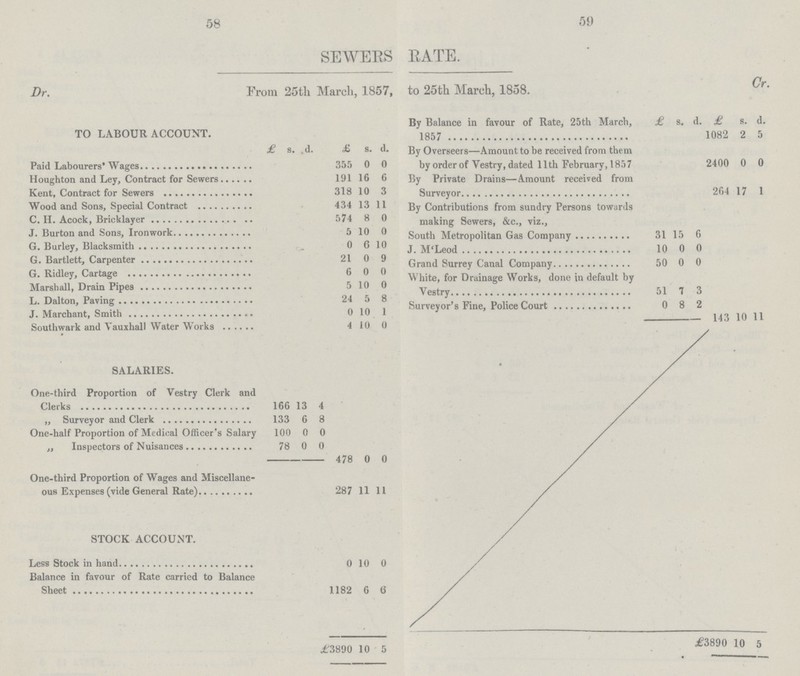 58
SEWERS
Dr.
From 25th March, 1857,
TO LABOUR ACCOUNT.
£ s. d. £ s. d.
Paid Labourers' Wages.................... 355 0 0
Houghton and Ley, Contract for Sewers...... 191 16 6
Kent, Contract for Sewers ................ 318 10 3
Wood and Sons, Special Contract .......... 434 13 11
C. H. Acock, Bricklayer .................. 574 8 0
J. Burton and Sons, Ironwork.............. 5 10 0
G. Burley, Blacksmith .................... 0 6 10
G. Bartlett, Carpenter .................... 21 0 9
G. Ridley, Cartage ...................... 6 0 0
Marshall, Drain Pipes .................... 5 10 0
L. Dalton, Paving ........................ 24 5 8
J. Marchant, Smith ...................... 0 10 1
Southwark and Vauxhall Water Works ...... 4 10 0
SALARIES.
One-third Proportion of Vestry Clerk and
Clerks .............................. 166 13 4
„ Surveyor and Clerk ................ 133 6 8
One-half Proportion of Medical Officer's Salary 100 0 0
„ Inspectors of Nuisances............ 78 0 0
478 0 0
One-third Proportion of Wages and Miscellane-
ous Expenses (vide General Rate).......... 287 11 11
STOCK ACCOUNT.
Less Stock in hand........................ 0 10 0
Balance in favour of Rate carried to Balance
Sheet ................................ 1182 6 6
£3890 10 5
59
RATE.
to 25th March, 1858.
Cr.
By Balance in favour of Rate, 25th March, £ s. d. £ s. d.
1857 ................................ 1082 2 5
By Overseers—Amount to be received from them
by order of Vestry, dated 11th February, 1857 2400 0 0
By Private Drains—Amount received from
Surveyor.............................. 264 17 1
By Contributions from sundry Persons towards
making Sewers, &c., viz.,
South Metropolitan Gas Company .......... 31 15 6
J. M'Leod .............................. 10 0 0
Grand Surrey Canal Company.............. 50 0 0
White, for Drainage Works, done in default by
Vestry................................ 51 7 3
Surveyor's Fine, Police Court .............. 0 8 2
143 10 11
£3890 10 5